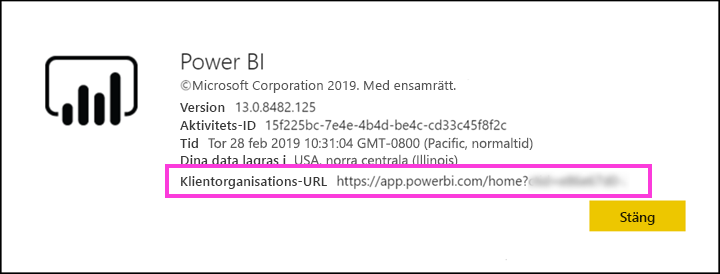 Power BI
©Microsoft Corporation 2019. Med ensamrätt.
Version 13.0.8482.125
Aktivitets-ID 15f225bc-7e4e-4b4d-be4c-cd33c45f8f2c
Tid Tor 28 feb 2019 10:31:04 GMT-0800 (Pacific, normaltid)
Dina data lagras i USA, norra centrala (Illinois)
Klientorganisations-URL https://app.powerbi.com/home?
Stäng